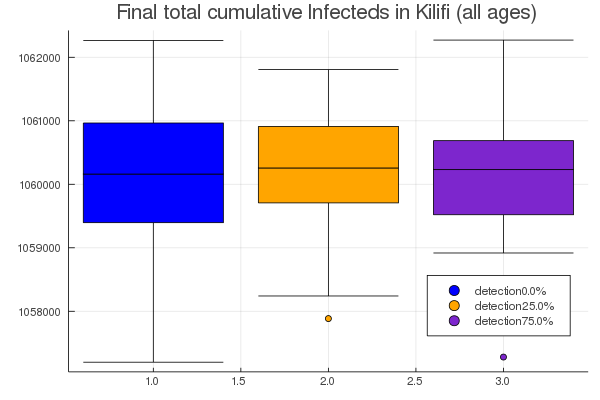 Final total cumulative Infecteds in Kilifi (all ages)
1062000
1061000
1060000
1059000
1058000
detection0.0%
detection25.0%
detection75.0%
1.0 1.5 2.0 2.5 3.0